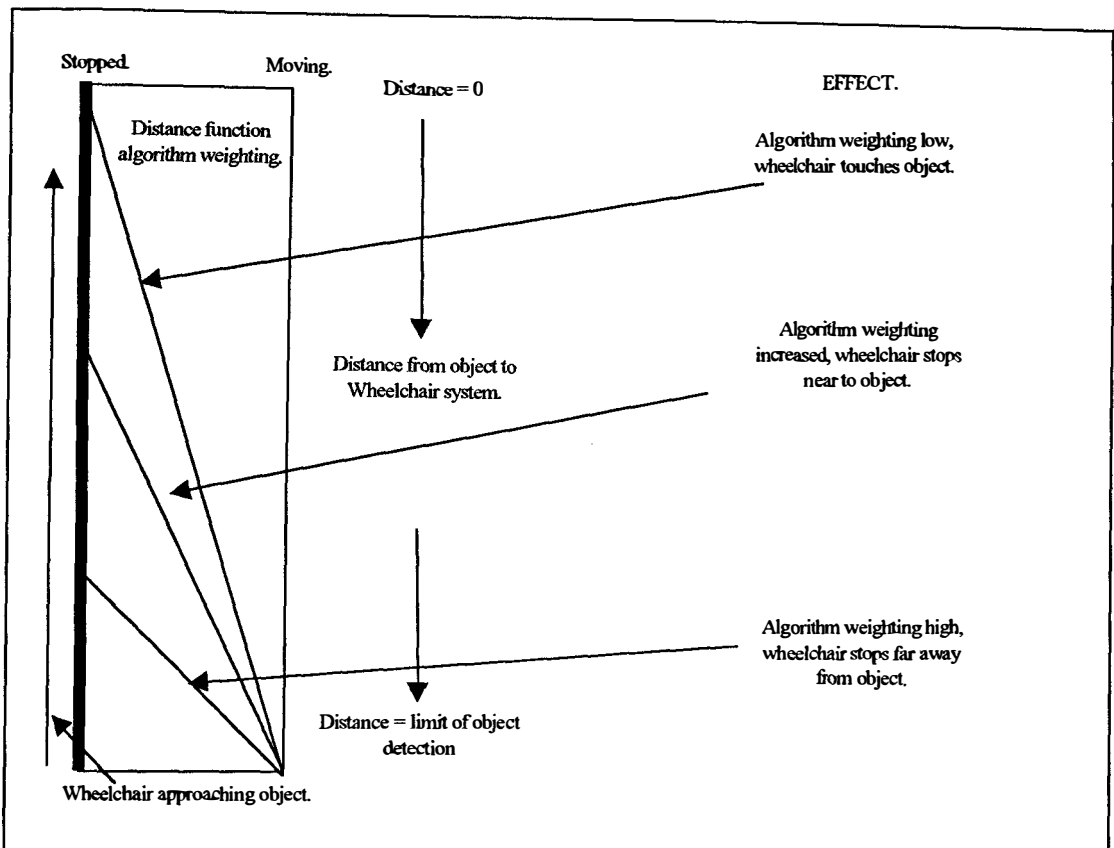 Stopped.
Moving.
Distance = 0
EFFECT.
Distance function
algorithm weighting.
Algorithm weighting low,
wheelchair touches object.
Distance from object to
Wheelchair system.
Algorithm weighting
increased, wheelchair stops
near to object.
Algorithm weighting high,
wheelchair stops far away
from object.
Distance = limit of object
detection
Wheelchair approaching object.